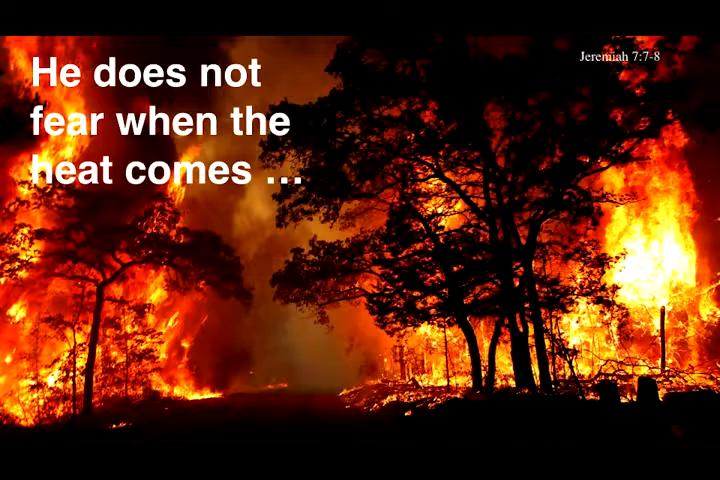 He does not
fear when the
heat comes …
Jeremiah 7:7-8